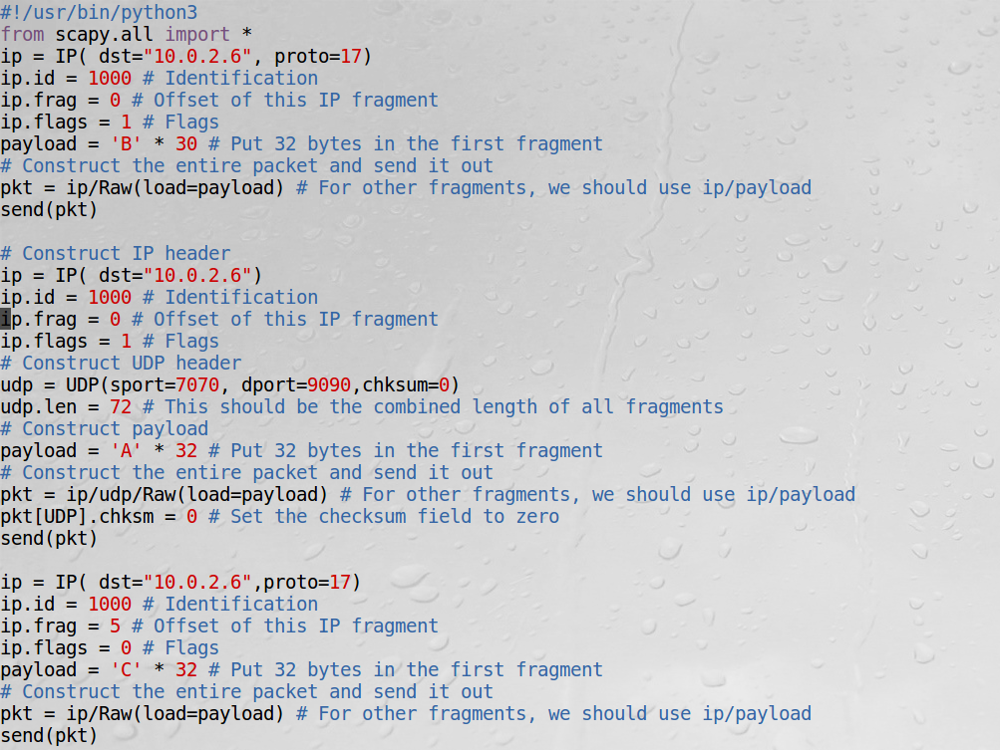 #!/usr/bin/python3
from scapy.all import *
ip = IP( dst="10.0.2.6", proto=17)
ip.id = 1000 # Identification
ip.frag = 0 # Offset of this IP fragment
ip.flags = 1 # Flags
payload = 'B' * 30 # Put 32 bytes in the first fragment
# Construct the entire packet and send it out
pkt = ip/Raw(load=payload) # For other fragments, we should use ip/payload
send(pkt)

# Construct IP header
ip = IP( dst="10.0.2.6")
ip.id = 1000 # Identification
ip.frag = 0 # Offset of this IP fragment
ip.flags = 1 # Flags
# Construct UDP header
udp = UDP(sport=7070, dport=9090,chksum=0)
udp.len = 72 # This should be the combined length of all fragments
# Construct payload
payload = 'A' * 32 # Put 32 bytes in the first fragment
# Construct the entire packet and send it out
pkt = ip/udp/Raw(load=payload) # For other fragments, we should use ip/payload
pkt[UDP].chksm = 0 # Set the checksum field to zero
send(pkt)

ip = IP( dst="10.0.2.6",proto=17)
ip.id = 1000 # Identification
ip.frag = 5 # Offset of this IP fragment
ip.flags = 0 # Flags
payload = 'C' * 32 # Put 32 bytes in the first fragment
# Construct the entire packet and send it out
pkt = ip/Raw(load=payload) # For other fragments, we should use ip/payload
send(pkt)